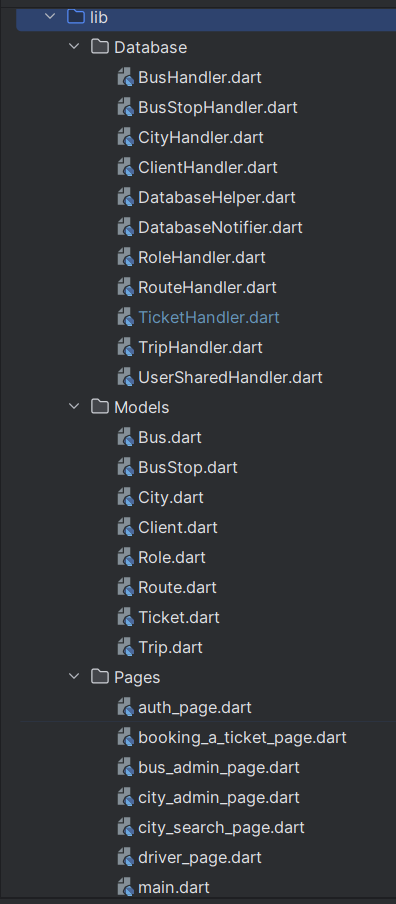 lib
Database
BusHandler.dart
BusStopHandler.dart
CityHandler.dart
ClientHandler.dart
DatabaseHelper.dart
DatabaseNotifier.dart
RoleHandler.dart
RouteHandler.dart
TicketHandler.dart
TripHandler.dart
UserSharedHandler.dart
Models
Bus.dart
BusStop.dart
City.dart
Client.dart
Role.dart
Route.dart
Ticket.dart
Trip.dart
Pages
auth_page.dart
booking_a_ticket_page.dart
bus_admin_page.dart
city_admin_page.dart
city_search_page.dart
driver_page.dart
main.dart